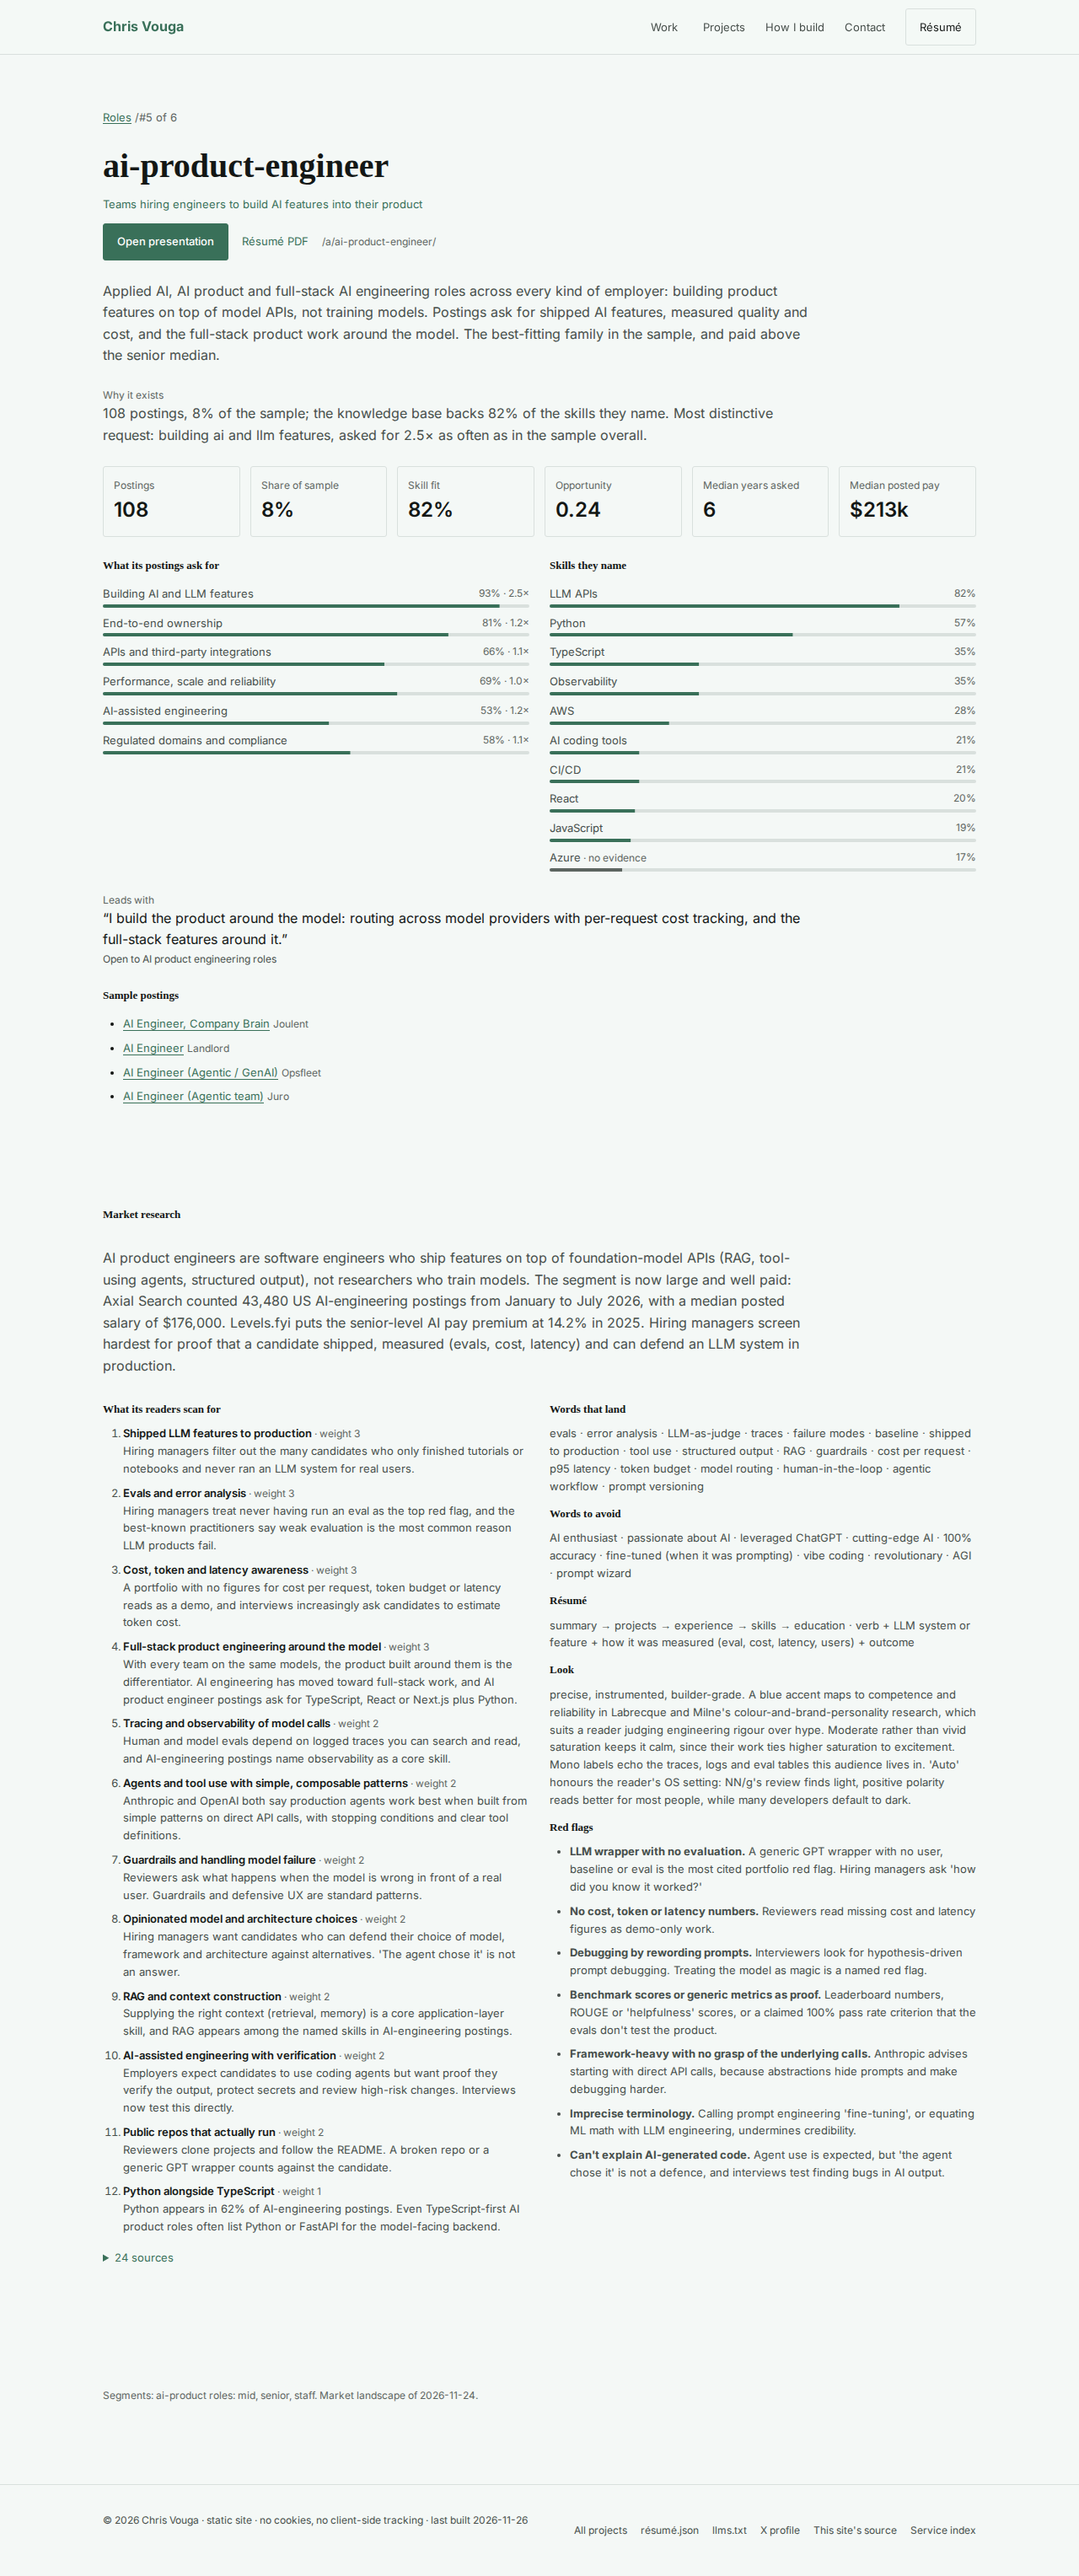 Chris Vouga
Work Projects How I build Contact Résumé
Roles /#5 of 6
ai-product-engineer
Teams hiring engineers to build AI features into their product
Open presentation Résumé PDF /a/ai-product-engineer/
Applied AI, AI product and full-stack AI engineering roles across every kind of employer: building product
features on top of model APIs, not training models. Postings ask for shipped AI features, measured quality and
cost, and the full-stack product work around the model. The best-fitting family in the sample, and paid above
the senior median.
Why it exists
108 postings, 8% of the sample; the knowledge base backs 82% of the skills they name. Most distinctive
request: building ai and llm features, asked for 2.5× as often as in the sample overall.
Postings
108
Share of sample
8%
Skill fit
82%
Opportunity
0.24
Median years asked
6
Median posted pay
$213k
What its postings ask for
Building AI and LLM features 93% · 2.5×
End-to-end ownership 81% · 1.2×
APIs and third-party integrations 66% · 1.1×
Performance, scale and reliability 69% · 1.0×
AI-assisted engineering 53% · 1.2×
Regulated domains and compliance 58% · 1.1×
Skills they name
LLM APIs 82%
Python 57%
TypeScript 35%
Observability 35%
AWS 28%
AI coding tools 21%
CI/CD 21%
React 20%
JavaScript 19%
Azure · no evidence 17%
Leads with
“I build the product around the model: routing across model providers with per-request cost tracking, and the
full-stack features around it.”
Open to AI product engineering roles
Sample postings
• AI Engineer, Company Brain Joulent
• AI Engineer Landlord
• AI Engineer (Agentic / GenAI) Opsfleet
• AI Engineer (Agentic team) Juro
Market research
AI product engineers are software engineers who ship features on top of foundation-model APIs (RAG, tool-
using agents, structured output), not researchers who train models. The segment is now large and well paid:
Axial Search counted 43,480 US AI-engineering postings from January to July 2026, with a median posted
salary of $176,000. Levels.fyi puts the senior-level AI pay premium at 14.2% in 2025. Hiring managers screen
hardest for proof that a candidate shipped, measured (evals, cost, latency) and can defend an LLM system in
production.
What its readers scan for
1. Shipped LLM features to production · weight 3
Hiring managers filter out the many candidates who only finished tutorials or
notebooks and never ran an LLM system for real users.
2. Evals and error analysis · weight 3
Hiring managers treat never having run an eval as the top red flag, and the
best-known practitioners say weak evaluation is the most common reason
LLM products fail.
3. Cost, token and latency awareness · weight 3
A portfolio with no figures for cost per request, token budget or latency
reads as a demo, and interviews increasingly ask candidates to estimate
token cost.
4. Full-stack product engineering around the model · weight 3
With every team on the same models, the product built around them is the
differentiator. AI engineering has moved toward full-stack work, and AI
product engineer postings ask for TypeScript, React or Next.js plus Python.
5. Tracing and observability of model calls · weight 2
Human and model evals depend on logged traces you can search and read,
and AI-engineering postings name observability as a core skill.
6. Agents and tool use with simple, composable patterns · weight 2
Anthropic and OpenAI both say production agents work best when built from
simple patterns on direct API calls, with stopping conditions and clear tool
definitions.
7. Guardrails and handling model failure · weight 2
Reviewers ask what happens when the model is wrong in front of a real
user. Guardrails and defensive UX are standard patterns.
8. Opinionated model and architecture choices · weight 2
Hiring managers want candidates who can defend their choice of model,
framework and architecture against alternatives. 'The agent chose it' is not
an answer.
9. RAG and context construction · weight 2
Supplying the right context (retrieval, memory) is a core application-layer
skill, and RAG appears among the named skills in AI-engineering postings.
10. AI-assisted engineering with verification · weight 2
Employers expect candidates to use coding agents but want proof they
verify the output, protect secrets and review high-risk changes. Interviews
now test this directly.
11. Public repos that actually run · weight 2
Reviewers clone projects and follow the README. A broken repo or a
generic GPT wrapper counts against the candidate.
12. Python alongside TypeScript · weight 1
Python appears in 62% of AI-engineering postings. Even TypeScript-first AI
product roles often list Python or FastAPI for the model-facing backend.
Words that land
evals · error analysis · LLM-as-judge · traces · failure modes · baseline · shipped
to production · tool use · structured output · RAG · guardrails · cost per request ·
p95 latency · token budget · model routing · human-in-the-loop · agentic
workflow · prompt versioning
Words to avoid
AI enthusiast · passionate about AI · leveraged ChatGPT · cutting-edge AI · 100%
accuracy · fine-tuned (when it was prompting) · vibe coding · revolutionary · AGI
· prompt wizard
Résumé
summary → projects → experience → skills → education · verb + LLM system or
feature + how it was measured (eval, cost, latency, users) + outcome
Look
precise, instrumented, builder-grade. A blue accent maps to competence and
reliability in Labrecque and Milne's colour-and-brand-personality research, which
suits a reader judging engineering rigour over hype. Moderate rather than vivid
saturation keeps it calm, since their work ties higher saturation to excitement.
Mono labels echo the traces, logs and eval tables this audience lives in. 'Auto'
honours the reader's OS setting: NN/g's review finds light, positive polarity
reads better for most people, while many developers default to dark.
Red flags
• LLM wrapper with no evaluation. A generic GPT wrapper with no user,
baseline or eval is the most cited portfolio red flag. Hiring managers ask 'how
did you know it worked?'
• No cost, token or latency numbers. Reviewers read missing cost and latency
figures as demo-only work.
• Debugging by rewording prompts. Interviewers look for hypothesis-driven
prompt debugging. Treating the model as magic is a named red flag.
• Benchmark scores or generic metrics as proof. Leaderboard numbers,
ROUGE or 'helpfulness' scores, or a claimed 100% pass rate criterion that the
evals don't test the product.
• Framework-heavy with no grasp of the underlying calls. Anthropic advises
starting with direct API calls, because abstractions hide prompts and make
debugging harder.
• Imprecise terminology. Calling prompt engineering 'fine-tuning', or equating
ML math with LLM engineering, undermines credibility.
• Can't explain AI-generated code. Agent use is expected, but 'the agent
chose it' is not a defence, and interviews test finding bugs in AI output.
▶ 24 sources
Segments: ai-product roles: mid, senior, staff. Market landscape of 2026-11-24.
© 2026 Chris Vouga · static site · no cookies, no client-side tracking · last built 2026-11-26
All projects résumé.json llms.txt X profile This site's source Service index